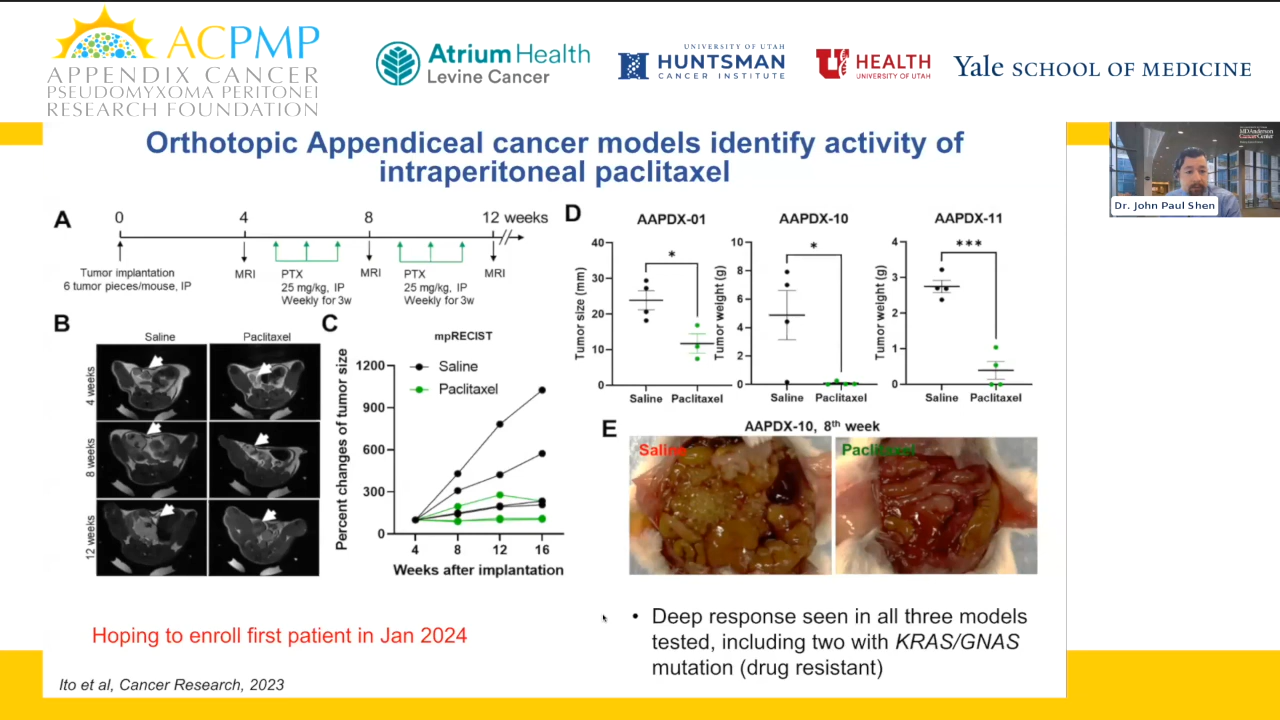 ACPMP
APPENDIX CANCER
PSEUDOMYXOMA PERITONEI
RESEARCH FOUNDATION
Atrium Health
Levine Cancer
UNIVERSITY OF UTAH
HUNTSMAN
CANCER INSTITUTE
HEALTH
UNIVERSITY OF UTAH
Yale SCHOOL OF MEDICINE
Orthotopic Appendiceal cancer models identify activity of
intraperitoneal paclitaxel
MD Anderson
Cancer Center
Dr. John Paul Shen
A
0 4 8 12 weeks
Tumor implantation
6 tumor pieces/mouse, IP
MRI
PTX
25 mg/kg, IP
Weekly for 3w
MRI
PTX
25 mg/kg, IP
Weekly for 3w
MRI
B
Saline Paclitaxel
4 weeks
8 weeks
12 weeks
C
mpRECIST
Saline
Paclitaxel
Percent changes of tumor size
1200
900
600
300
0
4 8 12 16
Weeks after implantation
D
AAPDX-01
Tumor size (mm)
40
30
20
10
0
*
Saline Paclitaxel
AAPDX-10
Tumor weight (g)
10
8
6
4
2
0
*
Saline Paclitaxel
AAPDX-11
Tumor weight (g)
4
3
2
1
0
***
Saline Paclitaxel
E
AAPDX-10, 8th week
Saline
Paclitaxel
Hoping to enroll first patient in Jan 2024
• Deep response seen in all three models
tested, including two with KRAS/GNAS
mutation (drug resistant)
Ito et al, Cancer Research, 2023